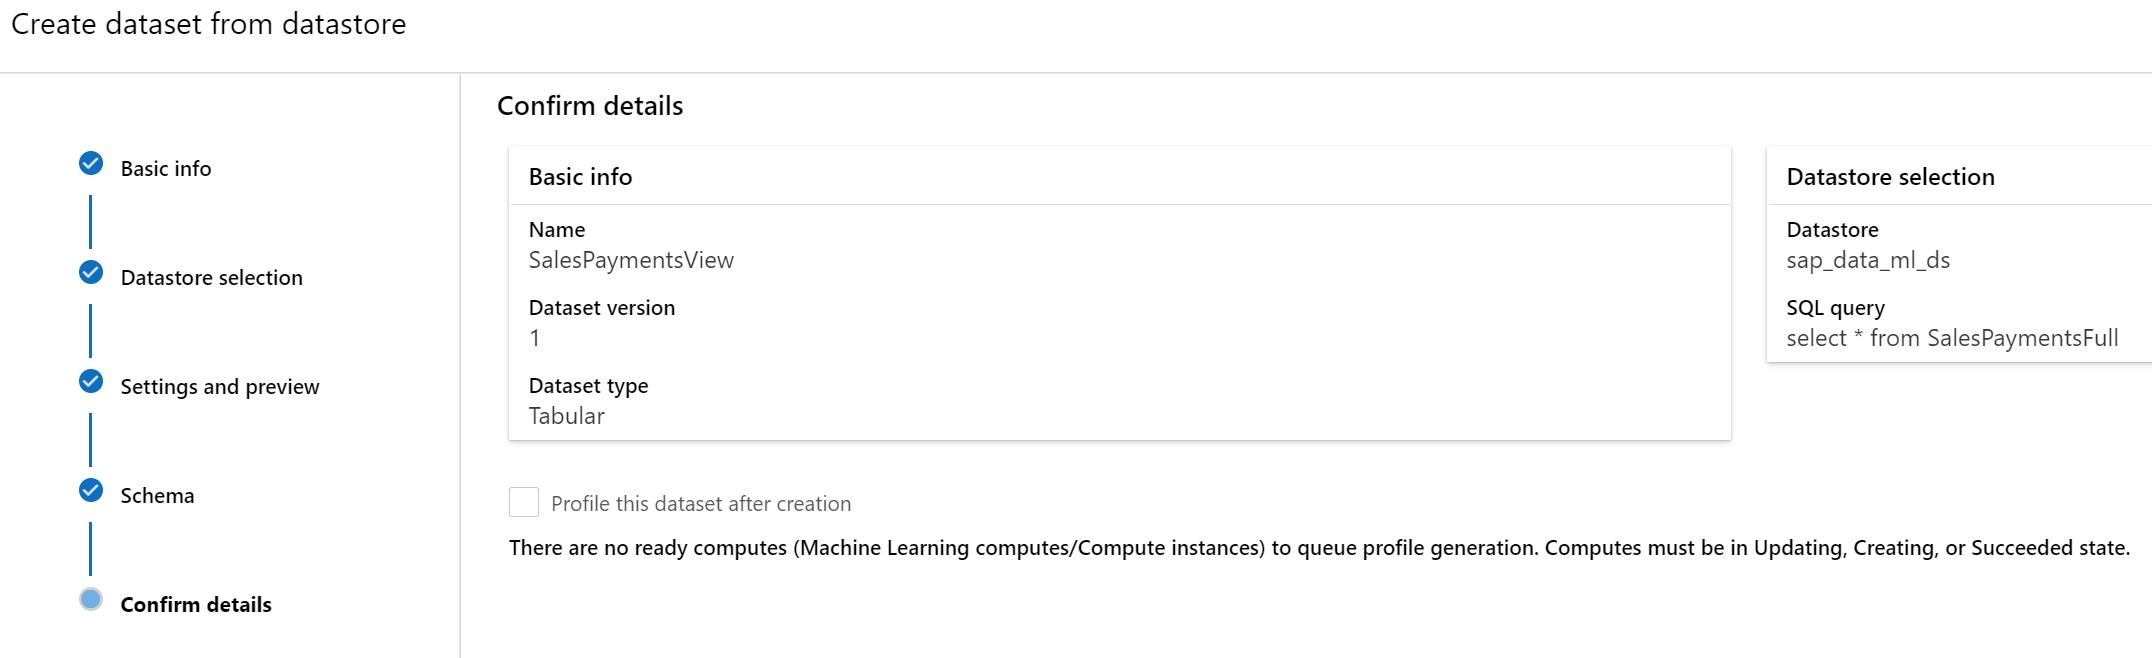 Create dataset from datastore
Basic info
Datastore selection
Settings and preview
Schema
Confirm details
Confirm details
Basic info
Name
SalesPaymentsView
Dataset version
1
Dataset type
Tabular
Datastore selection
Datastore
sap_data_ml_ds
SQL query
select * from SalesPaymentsFull
Profile this dataset after creation
There are no ready computes (Machine Learning computes/Compute instances) to queue profile generation. Computes must be in Updating, Creating, or Succeeded state.